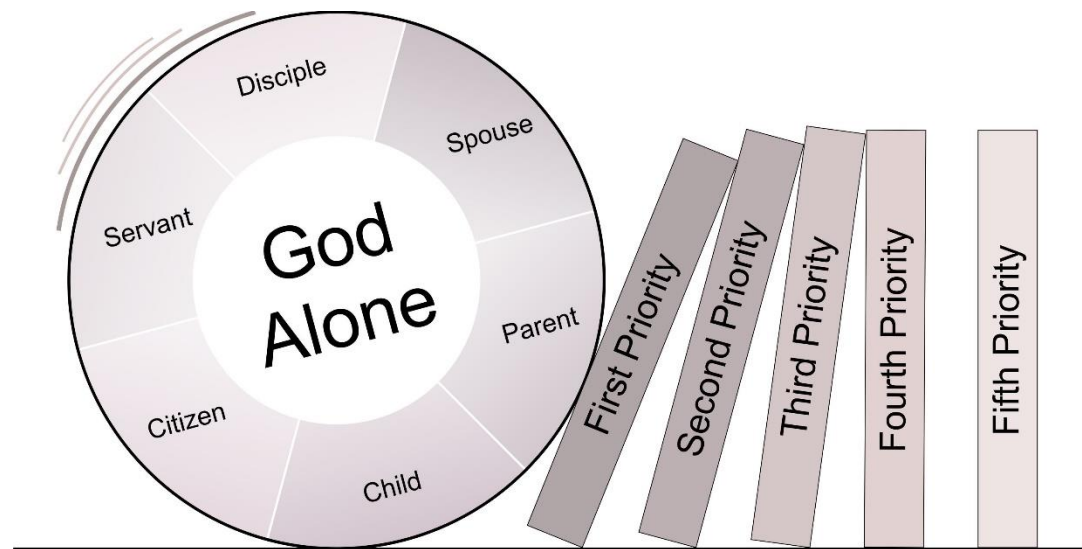 Disciple
Spouse
Servant
God
Alone
Parent
Citizen
Child
First Priority
Second Priority
Third Priority
Fourth Priority
Fifth Priority